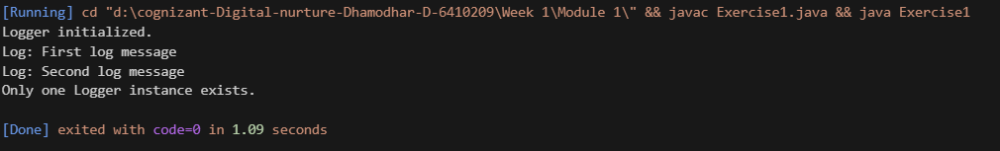 [Running] cd "d:\cognizant-Digital-nurture-Dhamodhar-D-6410209\Week 1\Module 1\" && javac Exercise1.java && java Exercise1
Logger initialized.
Log: First log message
Log: Second log message
Only one Logger instance exists.
[Done] exited with code=0 in 1.09 seconds